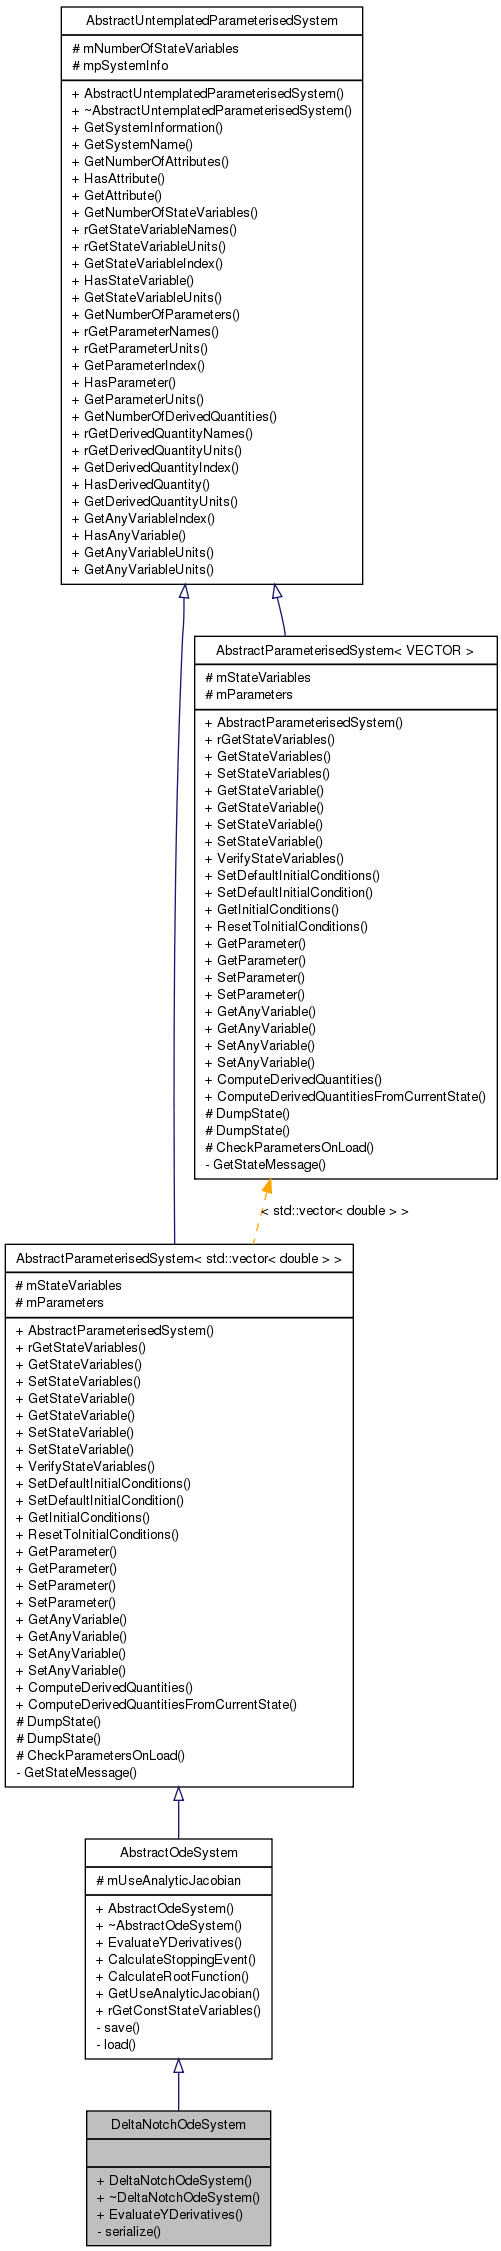 AbstractUntemplatedParameterisedSystem
# mNumberOfStateVariables
# mpSystemInfo
+ AbstractUntemplatedParameterisedSystem()
+ ~AbstractUntemplatedParameterisedSystem()
+ GetSystemInformation()
+ GetSystemName()
+ GetNumberOfAttributes()
+ HasAttribute()
+ GetAttribute()
+ GetNumberOfStateVariables()
+ rGetStateVariableNames()
+ rGetStateVariableUnits()
+ GetStateVariableIndex()
+ HasStateVariable()
+ GetStateVariableUnits()
+ GetNumberOfParameters()
+ rGetParameterNames()
+ rGetParameterUnits()
+ GetParameterIndex()
+ HasParameter()
+ GetParameterUnits()
+ GetNumberOfDerivedQuantities()
+ rGetDerivedQuantityNames()
+ rGetDerivedQuantityUnits()
+ GetDerivedQuantityIndex()
+ HasDerivedQuantity()
+ GetDerivedQuantityUnits()
+ GetAnyVariableIndex()
+ HasAnyVariable()
+ GetAnyVariableUnits()
+ GetAnyVariableUnits()
AbstractParameterisedSystem< VECTOR >
# mStateVariables
# mParameters
+ AbstractParameterisedSystem()
+ rGetStateVariables()
+ GetStateVariables()
+ SetStateVariables()
+ GetStateVariable()
+ GetStateVariable()
+ SetStateVariable()
+ SetStateVariable()
+ VerifyStateVariables()
+ SetDefaultInitialConditions()
+ SetDefaultInitialCondition()
+ GetInitialConditions()
+ ResetToInitialConditions()
+ GetParameter()
+ GetParameter()
+ SetParameter()
+ SetParameter()
+ GetAnyVariable()
+ GetAnyVariable()
+ SetAnyVariable()
+ SetAnyVariable()
+ ComputeDerivedQuantities()
+ ComputeDerivedQuantitiesFromCurrentState()
# DumpState()
# DumpState()
# CheckParametersOnLoad()
- GetStateMessage()
< std::vector< double > >
AbstractParameterisedSystem< std::vector< double > >
# mStateVariables
# mParameters
+ AbstractParameterisedSystem()
+ rGetStateVariables()
+ GetStateVariables()
+ SetStateVariables()
+ GetStateVariable()
+ GetStateVariable()
+ SetStateVariable()
+ SetStateVariable()
+ VerifyStateVariables()
+ SetDefaultInitialConditions()
+ SetDefaultInitialCondition()
+ GetInitialConditions()
+ ResetToInitialConditions()
+ GetParameter()
+ GetParameter()
+ SetParameter()
+ SetParameter()
+ GetAnyVariable()
+ GetAnyVariable()
+ SetAnyVariable()
+ SetAnyVariable()
+ ComputeDerivedQuantities()
+ ComputeDerivedQuantitiesFromCurrentState()
# DumpState()
# DumpState()
# CheckParametersOnLoad()
- GetStateMessage()
AbstractOdeSystem
# mUseAnalyticJacobian
+ AbstractOdeSystem()
+ ~AbstractOdeSystem()
+ EvaluateYDerivatives()
+ CalculateStoppingEvent()
+ CalculateRootFunction()
+ GetUseAnalyticJacobian()
+ rGetConstStateVariables()
- save()
- load()
DeltaNotchOdeSystem
+ DeltaNotchOdeSystem()
+ ~DeltaNotchOdeSystem()
+ EvaluateYDerivatives()
- serialize()